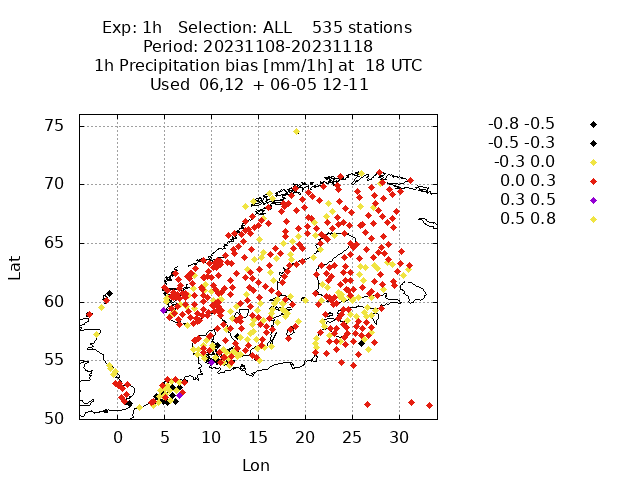 Exp: 1h   Selection: ALL    535 stations
Period: 20231108-20231118
1h Precipitation bias [mm/1h] at  18 UTC
Used  06,12  + 06-05 12-11
-0.8 -0.5
-0.5 -0.3
-0.3 0.0
0.0 0.3
0.3 0.5
0.5 0.8
75
70
65
60
55
50
Lat
0 5 10 15 20 25 30
Lon